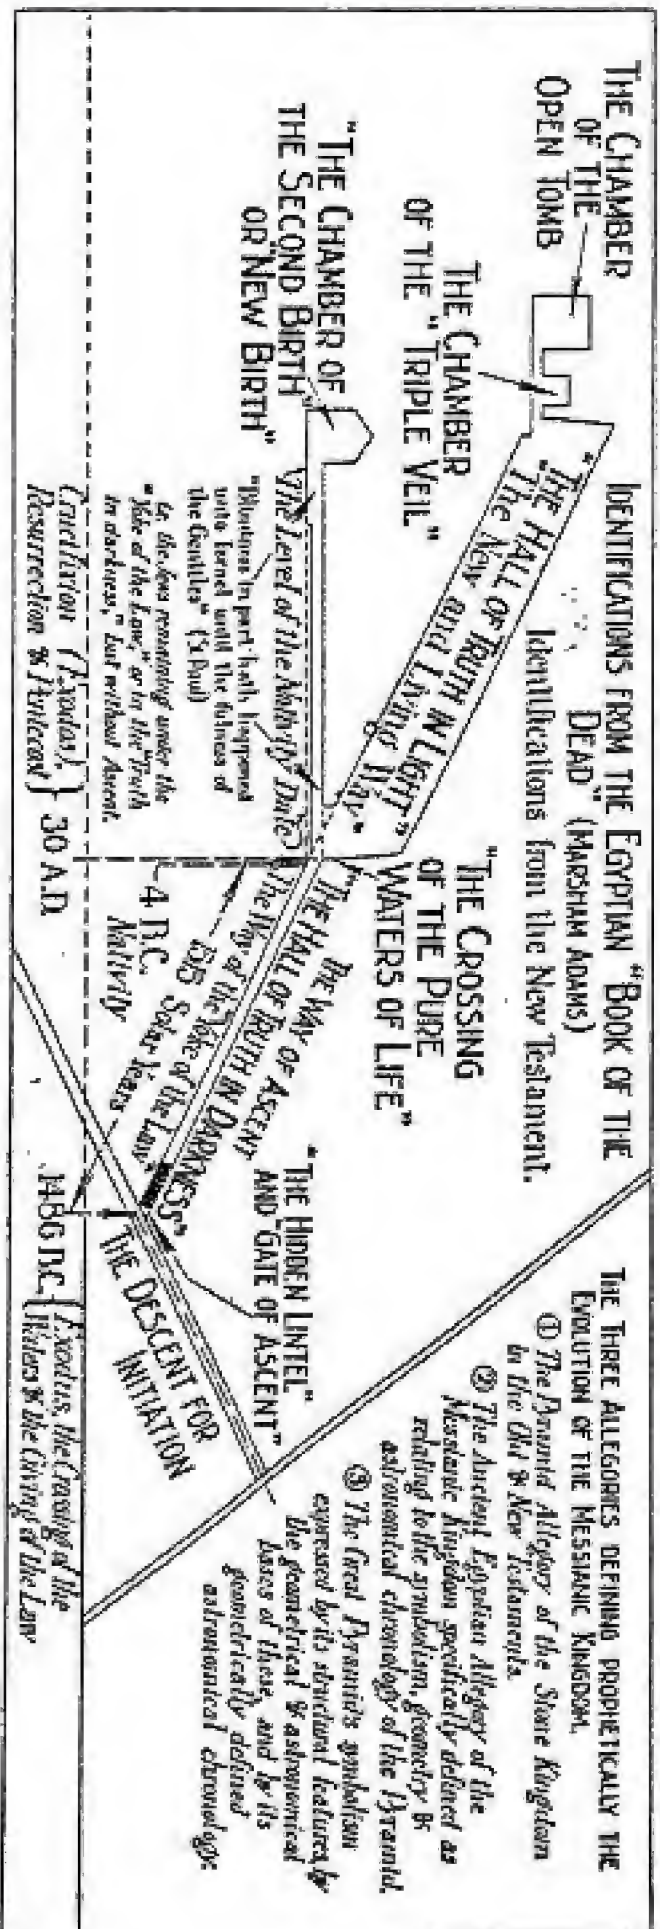 IDENTIFICATIONS FROM THE EGYPTIAN "BOOK OF THE
DEAD" (MARSHAM ADAMS)
Identifications from the New Testament.
THE CHAMBER
OF THE
OPEN TOMB
THE CHAMBER
OF THE "TRIPLE VEIL"
"THE CHAMBER OF
THE SECOND BIRTH"
OR "NEW BIRTH"
"THE HALL OF TRUTH IN LIGHT"
"The New and Living Way"
"THE CROSSING
OF THE PURE
WATERS OF LIFE"
(The Level of the Nativity Date)
"Blindness in part hath happened
unto Israel until the fulness of
the Gentiles" (S. Paul)
the Jews remaining under the
"Yoke of the Law," or in the "Truth
in darkness," but without Ascent.
THE WAY OF ASCENT
"THE HALL OF TRUTH IN DARKNESS"
"The Way of the Yoke of the Law"
1515 Solar Years
4 B.C.
Nativity
Crucifixion (Exodus),
Resurrection & Pentecost} 30 A.D.
"THE HIDDEN LINTEL"
AND "GATE OF ASCENT"
THE DESCENT FOR
INITIATION
1486 B.C. {Exodus, the Crossing of the
Waters & the Giving of the Law
THE THREE ALLEGORIES DEFINING PROPHETICALLY THE
EVOLUTION OF THE MESSIANIC KINGDOM.
① The Pyramid Allegory of the Stone Kingdom
in the Old & New Testaments.
② The Ancient Egyptian Allegory of the
Messianic Kingdom specifically defined as
relating to the symbolism, geometry &
astronomical chronology of the Pyramid.
③ The Great Pyramid's symbolism
expressed by its structural features, by
the geometrical & astronomical
bases of these, and by its
geometrically defined
astronomical chronology.